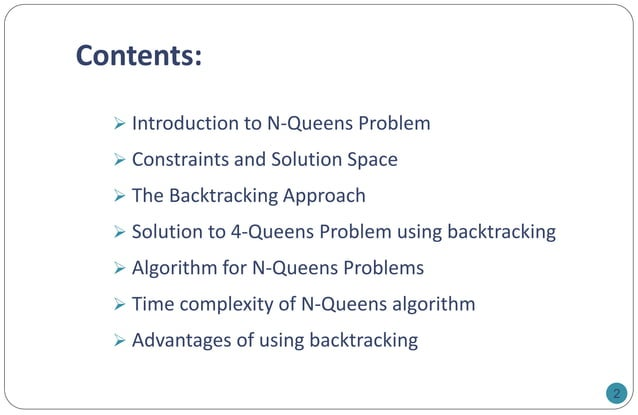 Contents:
Introduction to N-Queens Problem
Constraints and Solution Space
The Backtracking Approach
Solution to 4-Queens Problem using backtracking
Algorithm for N-Queens Problems
Time complexity of N-Queens algorithm
Advantages of using backtracking
2